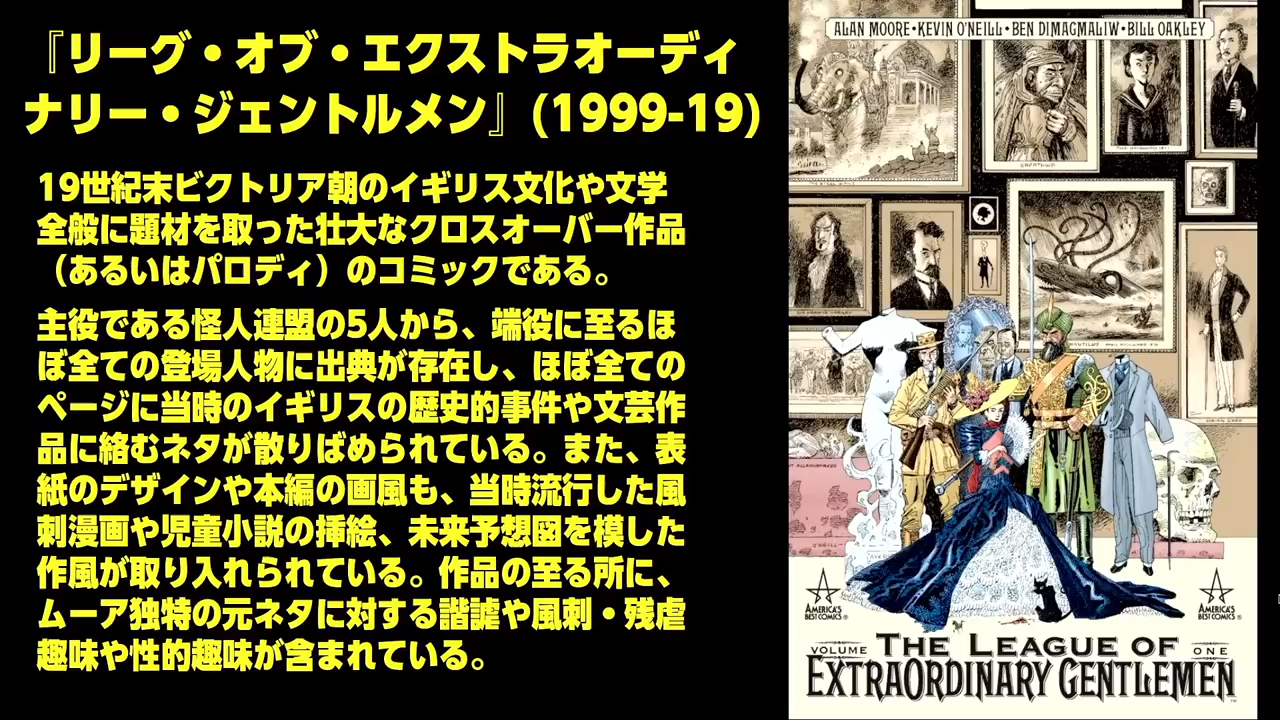 『リーグ・オブ・エクストラオーディ
ナリー・ジェントルメン』(1999-19)
19世紀末ビクトリア朝のイギリス文化や文学
全般に題材を取った壮大なクロスオーバー作品
（あるいはパロディ）のコミックである。
主役である怪人連盟の5人から、端役に至るほ
ぼ全ての登場人物に出典が存在し、ほぼ全ての
ページに当時のイギリスの歴史的事件や文芸作
品に絡むネタが散りばめられている。また、表
紙のデザインや本編の画風も、当時流行した風
刺漫画や児童小説の挿絵、未来予想図を模した
作風が取り入れられている。作品の至る所に、
ムーア独特の元ネタに対する諧謔や風刺・残虐
趣味や性的趣味が含まれている。
ALAN MOORE•KEVIN O'NEILL•BEN DIMAGMALIW•BILL OAKLEY
NAUTILUS
O'NEILL
AMERICA'S
BEST COMICS
AMERICA'S
BEST COMICS
VOLUME THE LEAGUE OF ONE
EXTRAORDINARY GENTLEMEN